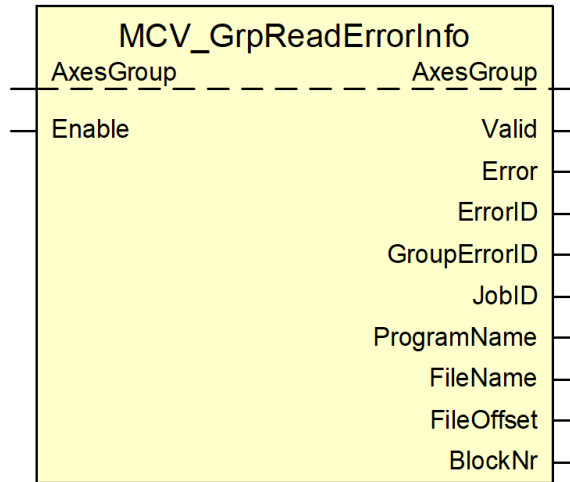 MCV_GrpReadErrorInfo
AxesGroup AxesGroup
Enable Valid
Error
ErrorID
GroupErrorID
JobID
ProgramName
FileName
FileOffset
BlockNr